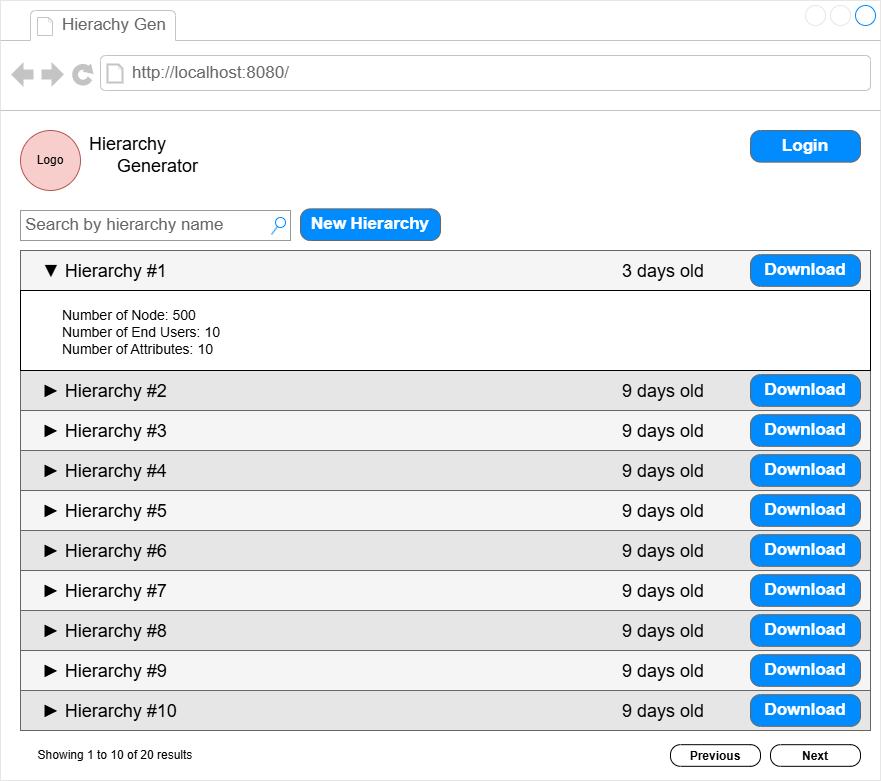 Hierachy Gen
http://localhost:8080/
Logo
Hierarchy
Generator
Login
Search by hierarchy name
New Hierarchy
▼ Hierarchy #1 3 days old Download
Number of Node: 500
Number of End Users: 10
Number of Attributes: 10
► Hierarchy #2 9 days old Download
► Hierarchy #3 9 days old Download
► Hierarchy #4 9 days old Download
► Hierarchy #5 9 days old Download
► Hierarchy #6 9 days old Download
► Hierarchy #7 9 days old Download
► Hierarchy #8 9 days old Download
► Hierarchy #9 9 days old Download
► Hierarchy #10 9 days old Download
Showing 1 to 10 of 20 results
Previous Next